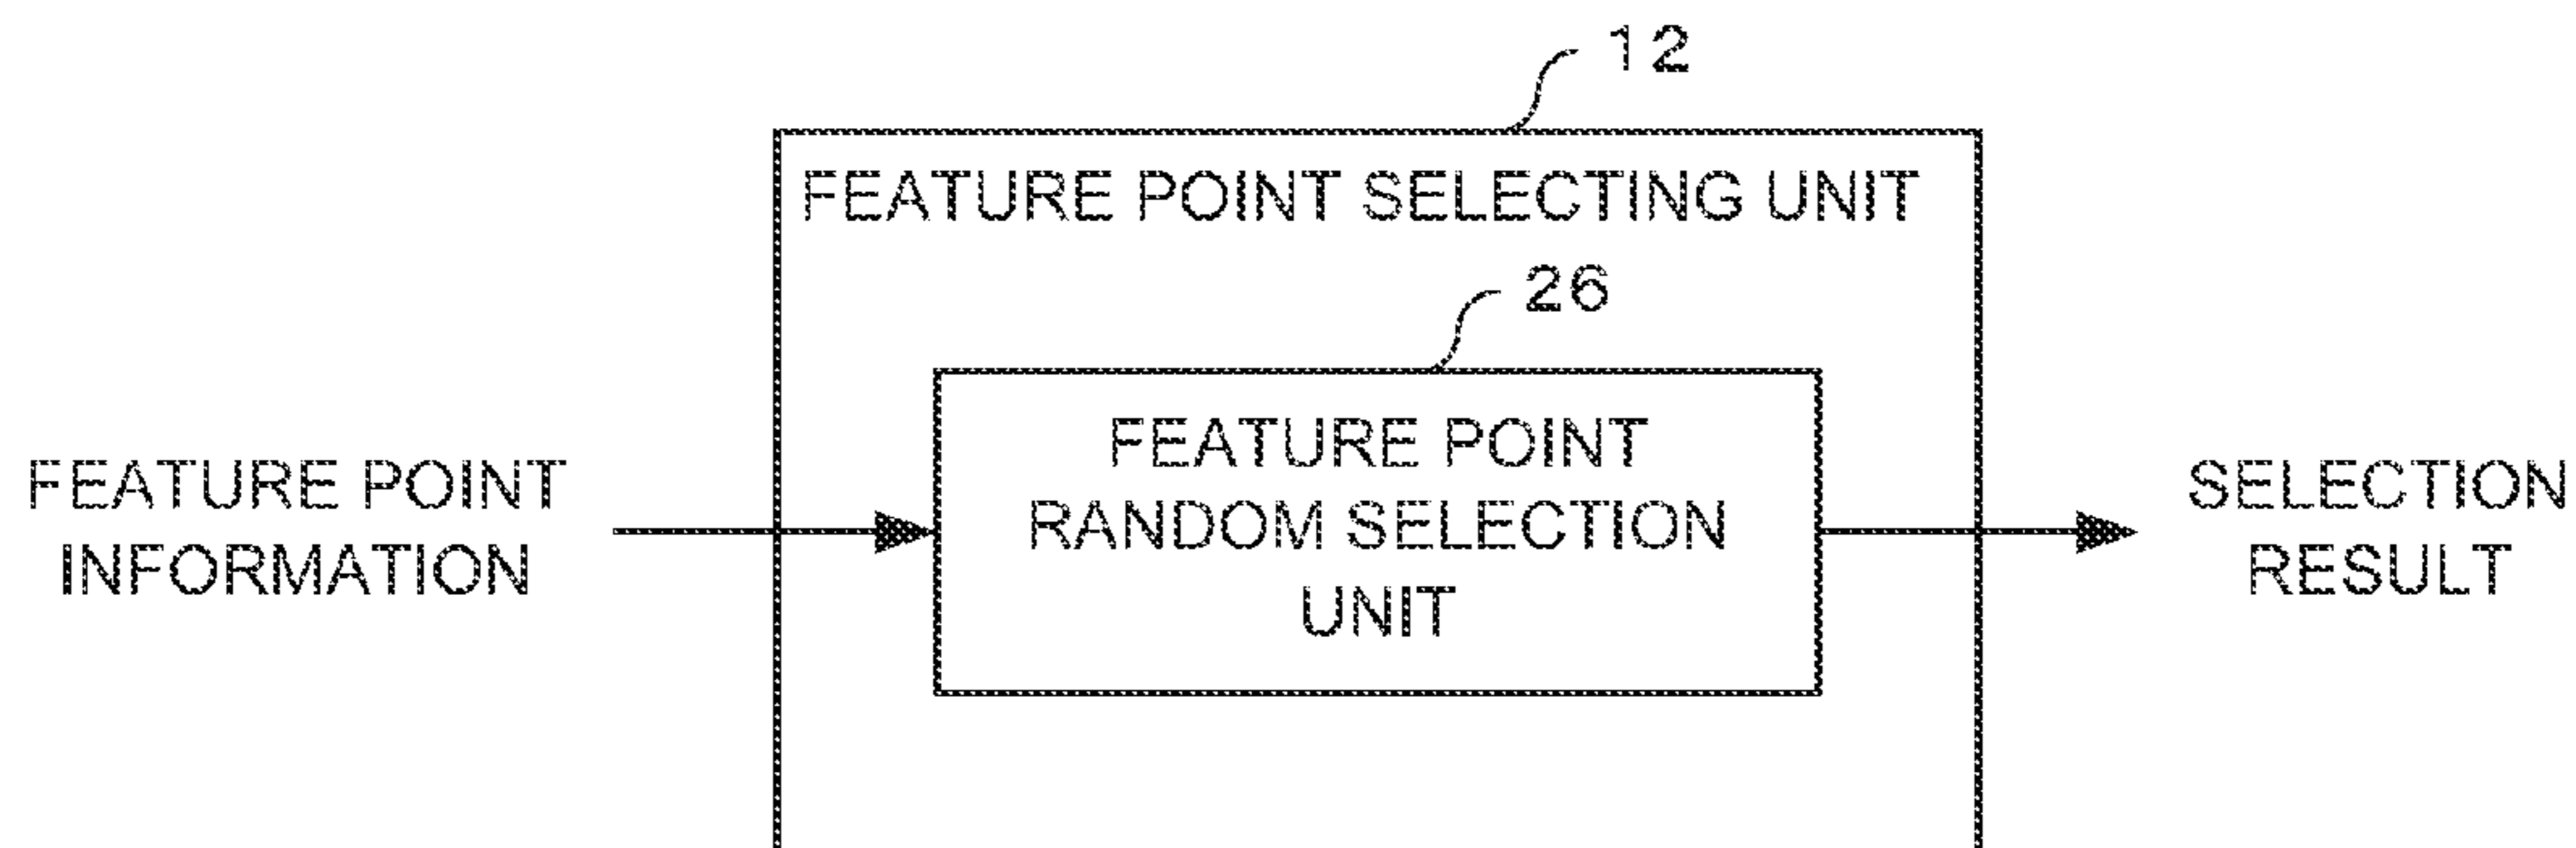 12
FEATURE POINT SELECTING UNIT
26
FEATURE POINT
RANDOM SELECTION
UNIT
FEATURE POINT
INFORMATION
SELECTION
RESULT